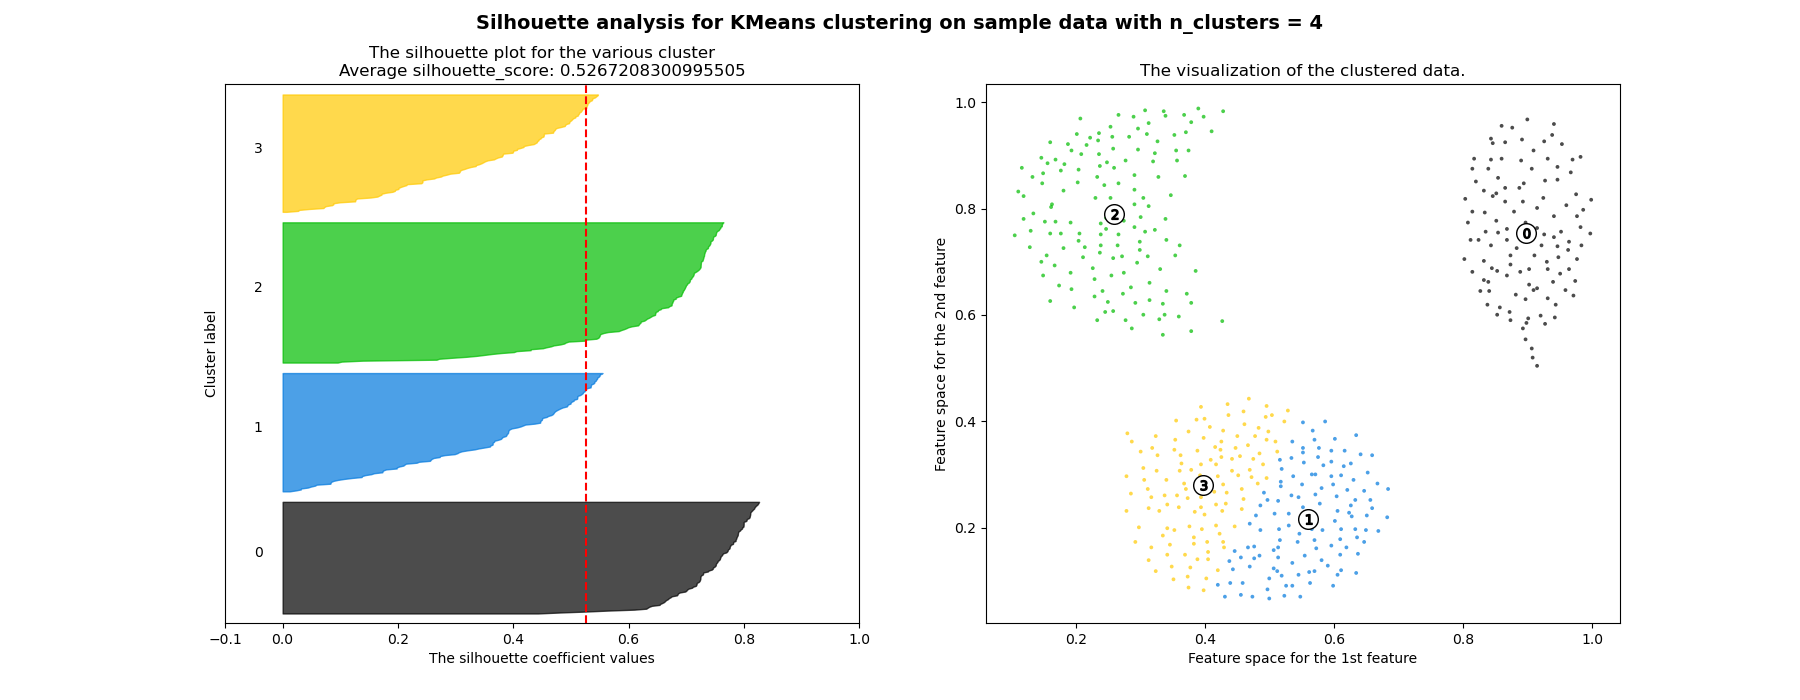 Silhouette analysis for KMeans clustering on sample data with n_clusters = 4
The silhouette plot for the various cluster
Average silhouette_score: 0.5267208300995505
3
2
1
0
Cluster label
−0.1 0.0 0.2 0.4 0.6 0.8 1.0
The silhouette coefficient values
The visualization of the clustered data.
1.0
0.8
0.6
0.4
0.2
Feature space for the 2nd feature
2
0
3
1
0.2 0.4 0.6 0.8 1.0
Feature space for the 1st feature